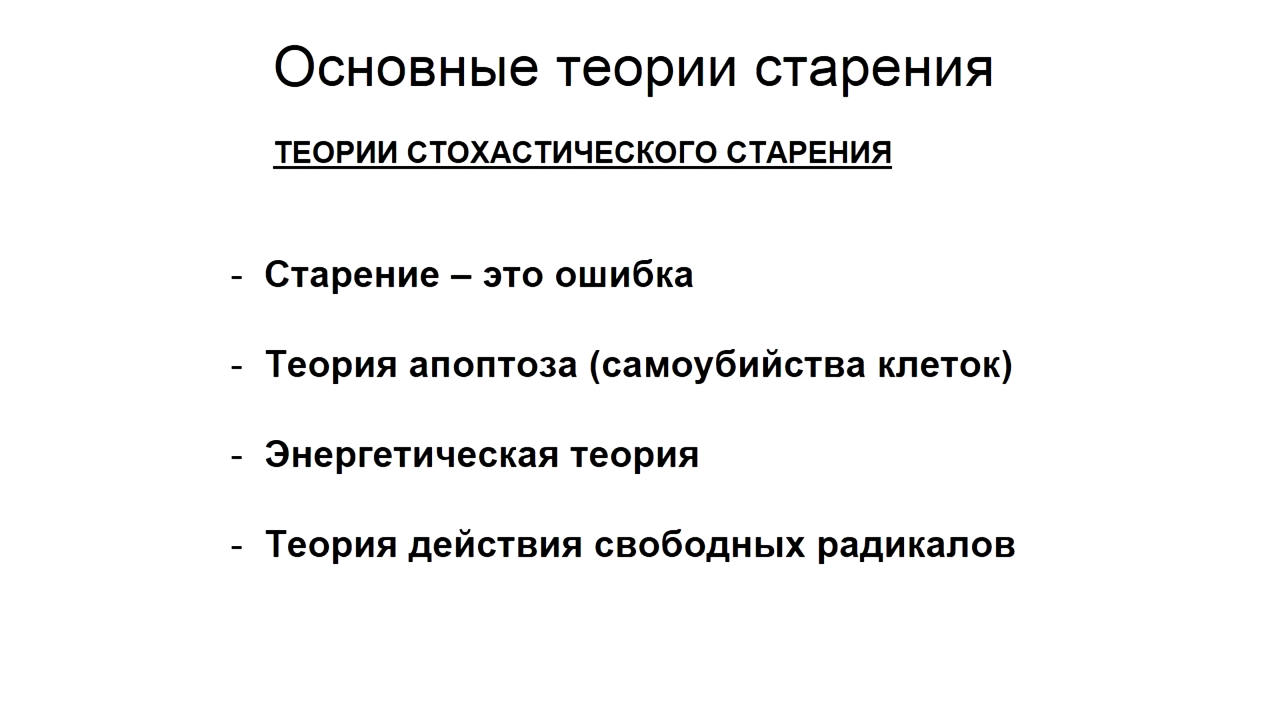 Основные теории старения
ТЕОРИИ СТОХАСТИЧЕСКОГО СТАРЕНИЯ
- Старение – это ошибка
- Теория апоптоза (самоубийства клеток)
- Энергетическая теория
- Теория действия свободных радикалов